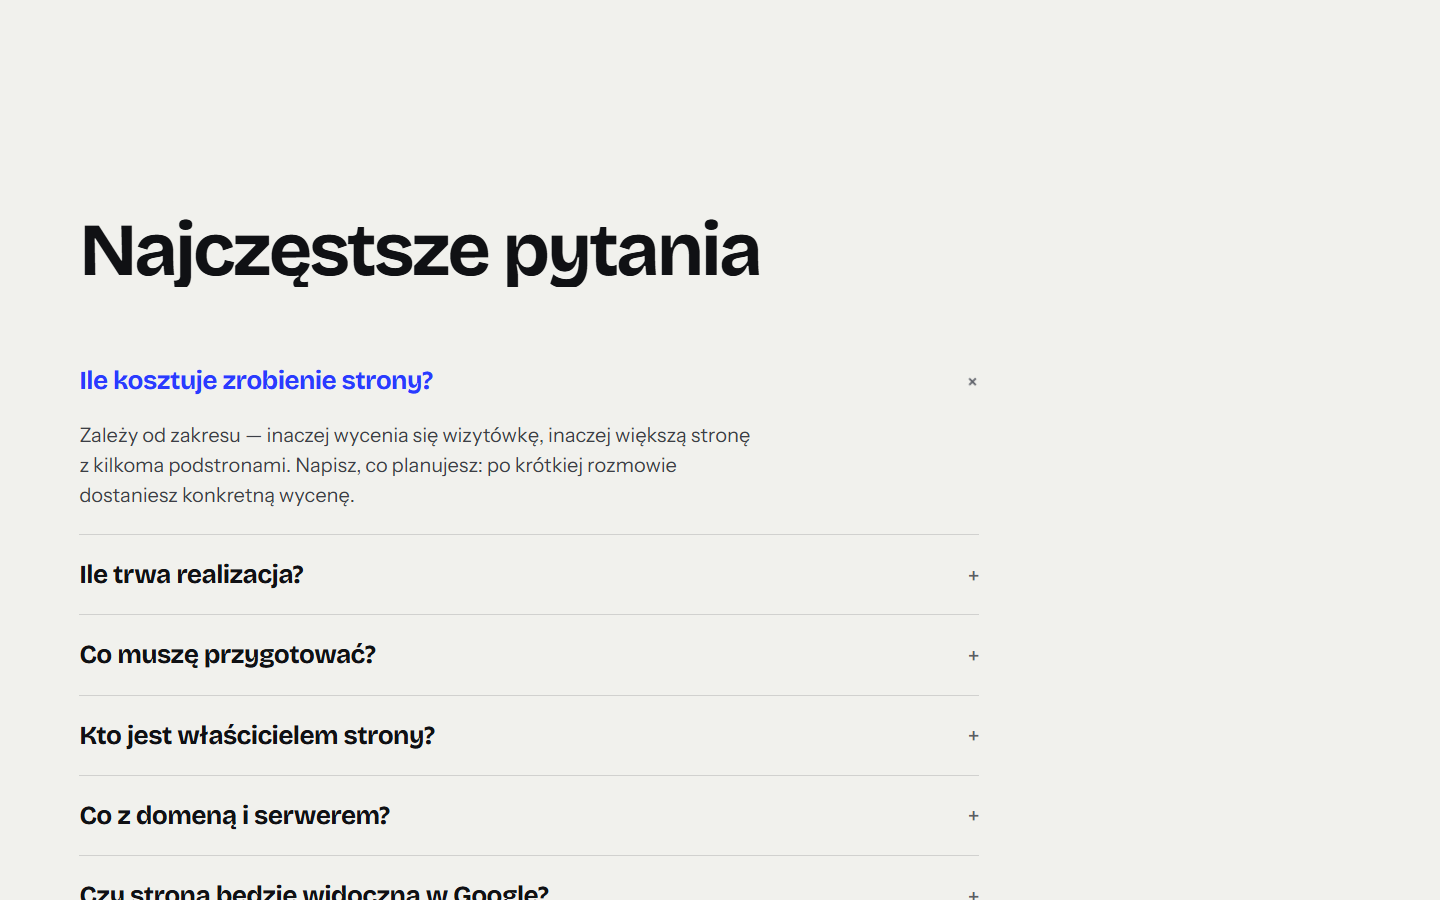 Najczęstsze pytania
Ile kosztuje zrobienie strony? ×
Zależy od zakresu — inaczej wycenia się wizytówkę, inaczej większą stronę
z kilkoma podstronami. Napisz, co planujesz: po krótkiej rozmowie
dostaniesz konkretną wycenę.
Ile trwa realizacja? +
Co muszę przygotować? +
Kto jest właścicielem strony? +
Co z domeną i serwerem? +
Czy strona będzie widoczna w Google? +